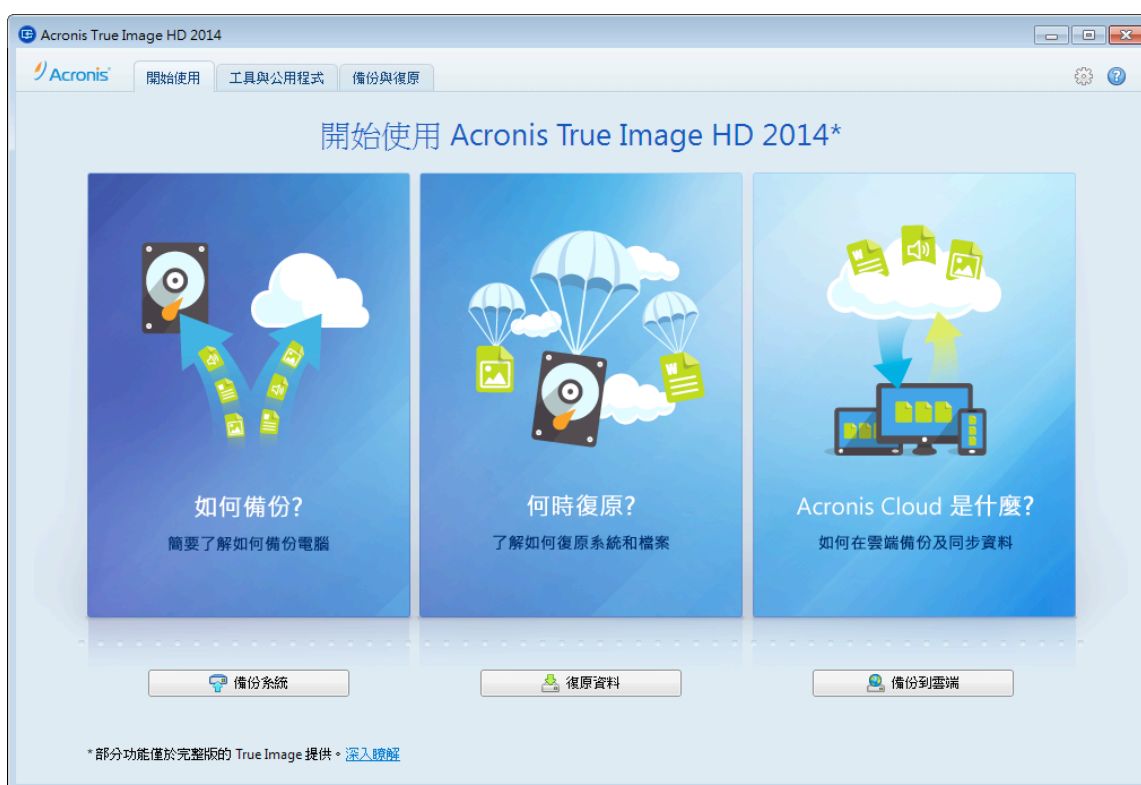 Acronis True Image HD 2014
Acronis
開始使用
工具與公用程式
備份與復原
開始使用 Acronis True Image HD 2014*
如何備份?
簡要了解如何備份電腦
何時復原?
了解如何復原系統和檔案
Acronis Cloud 是什麼?
如何在雲端備份及同步資料
備份系統
復原資料
備份到雲端
*部分功能僅於完整版的 True Image 提供。深入瞭解